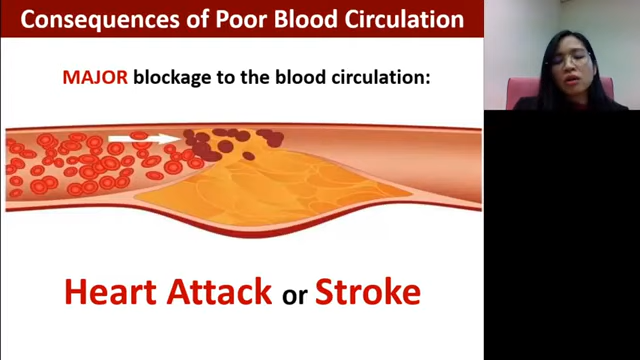 Consequences of Poor Blood Circulation
MAJOR blockage to the blood circulation:
Heart Attack or Stroke